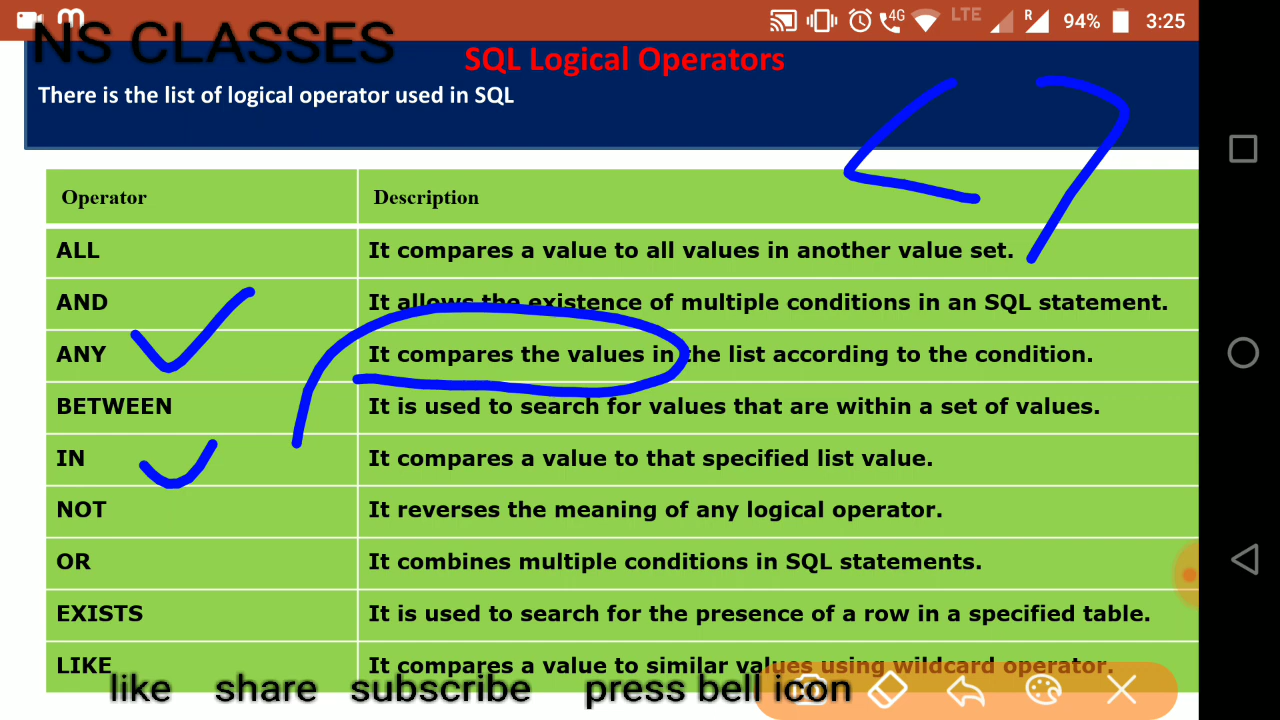 4G LTE R 94% 3:25
NS CLASSES
SQL Logical Operators
There is the list of logical operator used in SQL
Operator Description
ALL It compares a value to all values in another value set.
AND It allows the existence of multiple conditions in an SQL statement.
ANY It compares the values in the list according to the condition.
BETWEEN It is used to search for values that are within a set of values.
IN It compares a value to that specified list value.
NOT It reverses the meaning of any logical operator.
OR It combines multiple conditions in SQL statements.
EXISTS It is used to search for the presence of a row in a specified table.
LIKE It compares a value to similar values using wildcard operator.
like share subscribe press bell icon